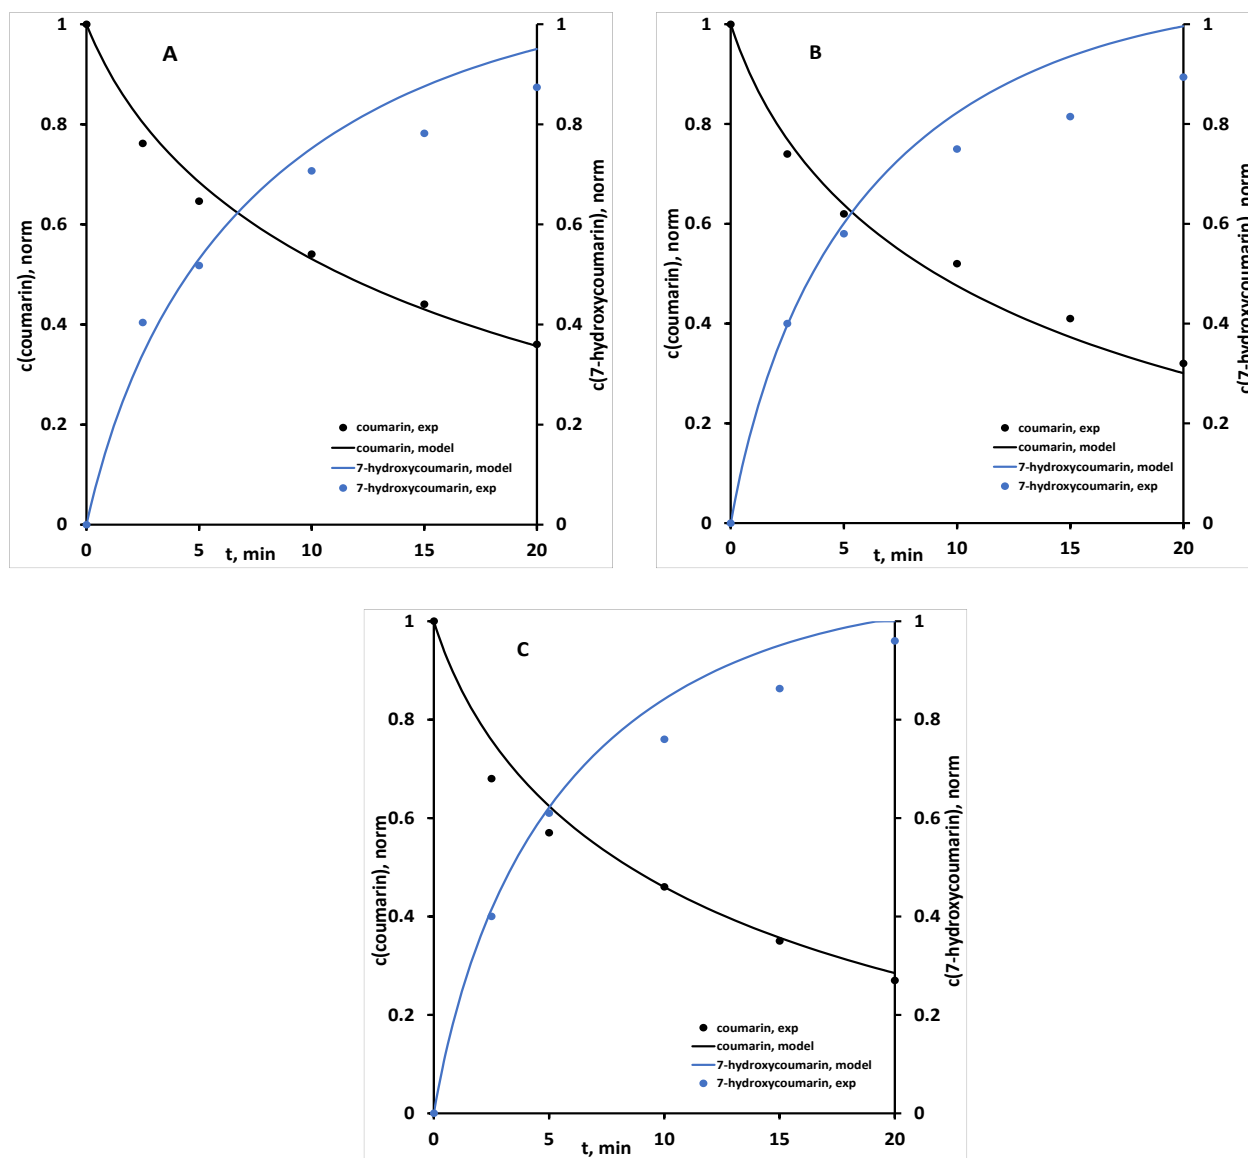 A
1
0.8
0.6
0.4
0.2
0
c(coumarin), norm
0
5
10
15
20
t, min
1
0.8
0.6
0.4
0.2
0
c(7-hydroxycoumarin), norm
coumarin, exp
coumarin, model
7-hydroxycoumarin, model
7-hydroxycoumarin, exp
B
1
0.8
0.6
0.4
0.2
0
c(coumarin), norm
0
5
10
15
20
t, min
1
0.8
0.6
0.4
0.2
0
c(7-hydroxycoumarin), norm
coumarin, exp
coumarin, model
7-hydroxycoumarin, model
7-hydroxycoumarin, exp
C
1
0.8
0.6
0.4
0.2
0
c(coumarin), norm
0
5
10
15
20
t, min
1
0.8
0.6
0.4
0.2
0
c(7-hydroxycoumarin), norm
coumarin, exp
coumarin, model
7-hydroxycoumarin, model
7-hydroxycoumarin, exp